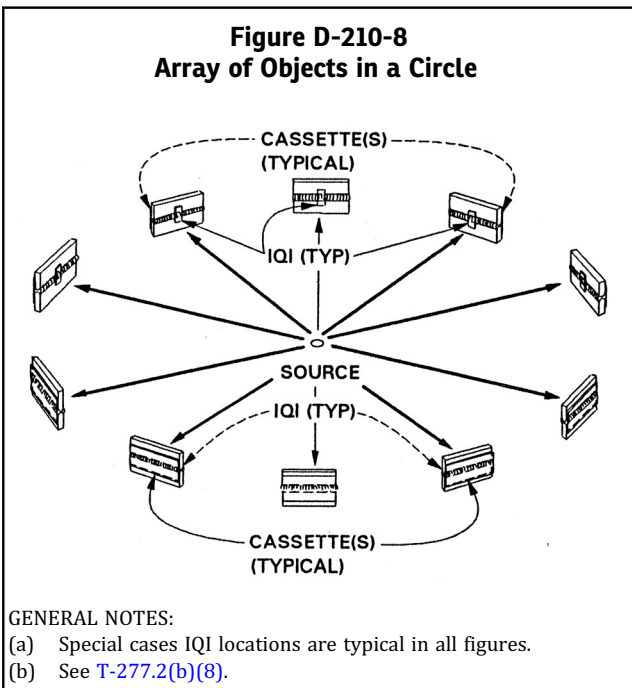 Figure D-210-8
Array of Objects in a Circle
CASSETTE(S)
(TYPICAL)
IQI (TYP)
SOURCE
IQI (TYP)
CASSETTE(S)
(TYPICAL)
GENERAL NOTES:
(a) Special cases IQI locations are typical in all figures.
(b) See T-277.2(b)(8).